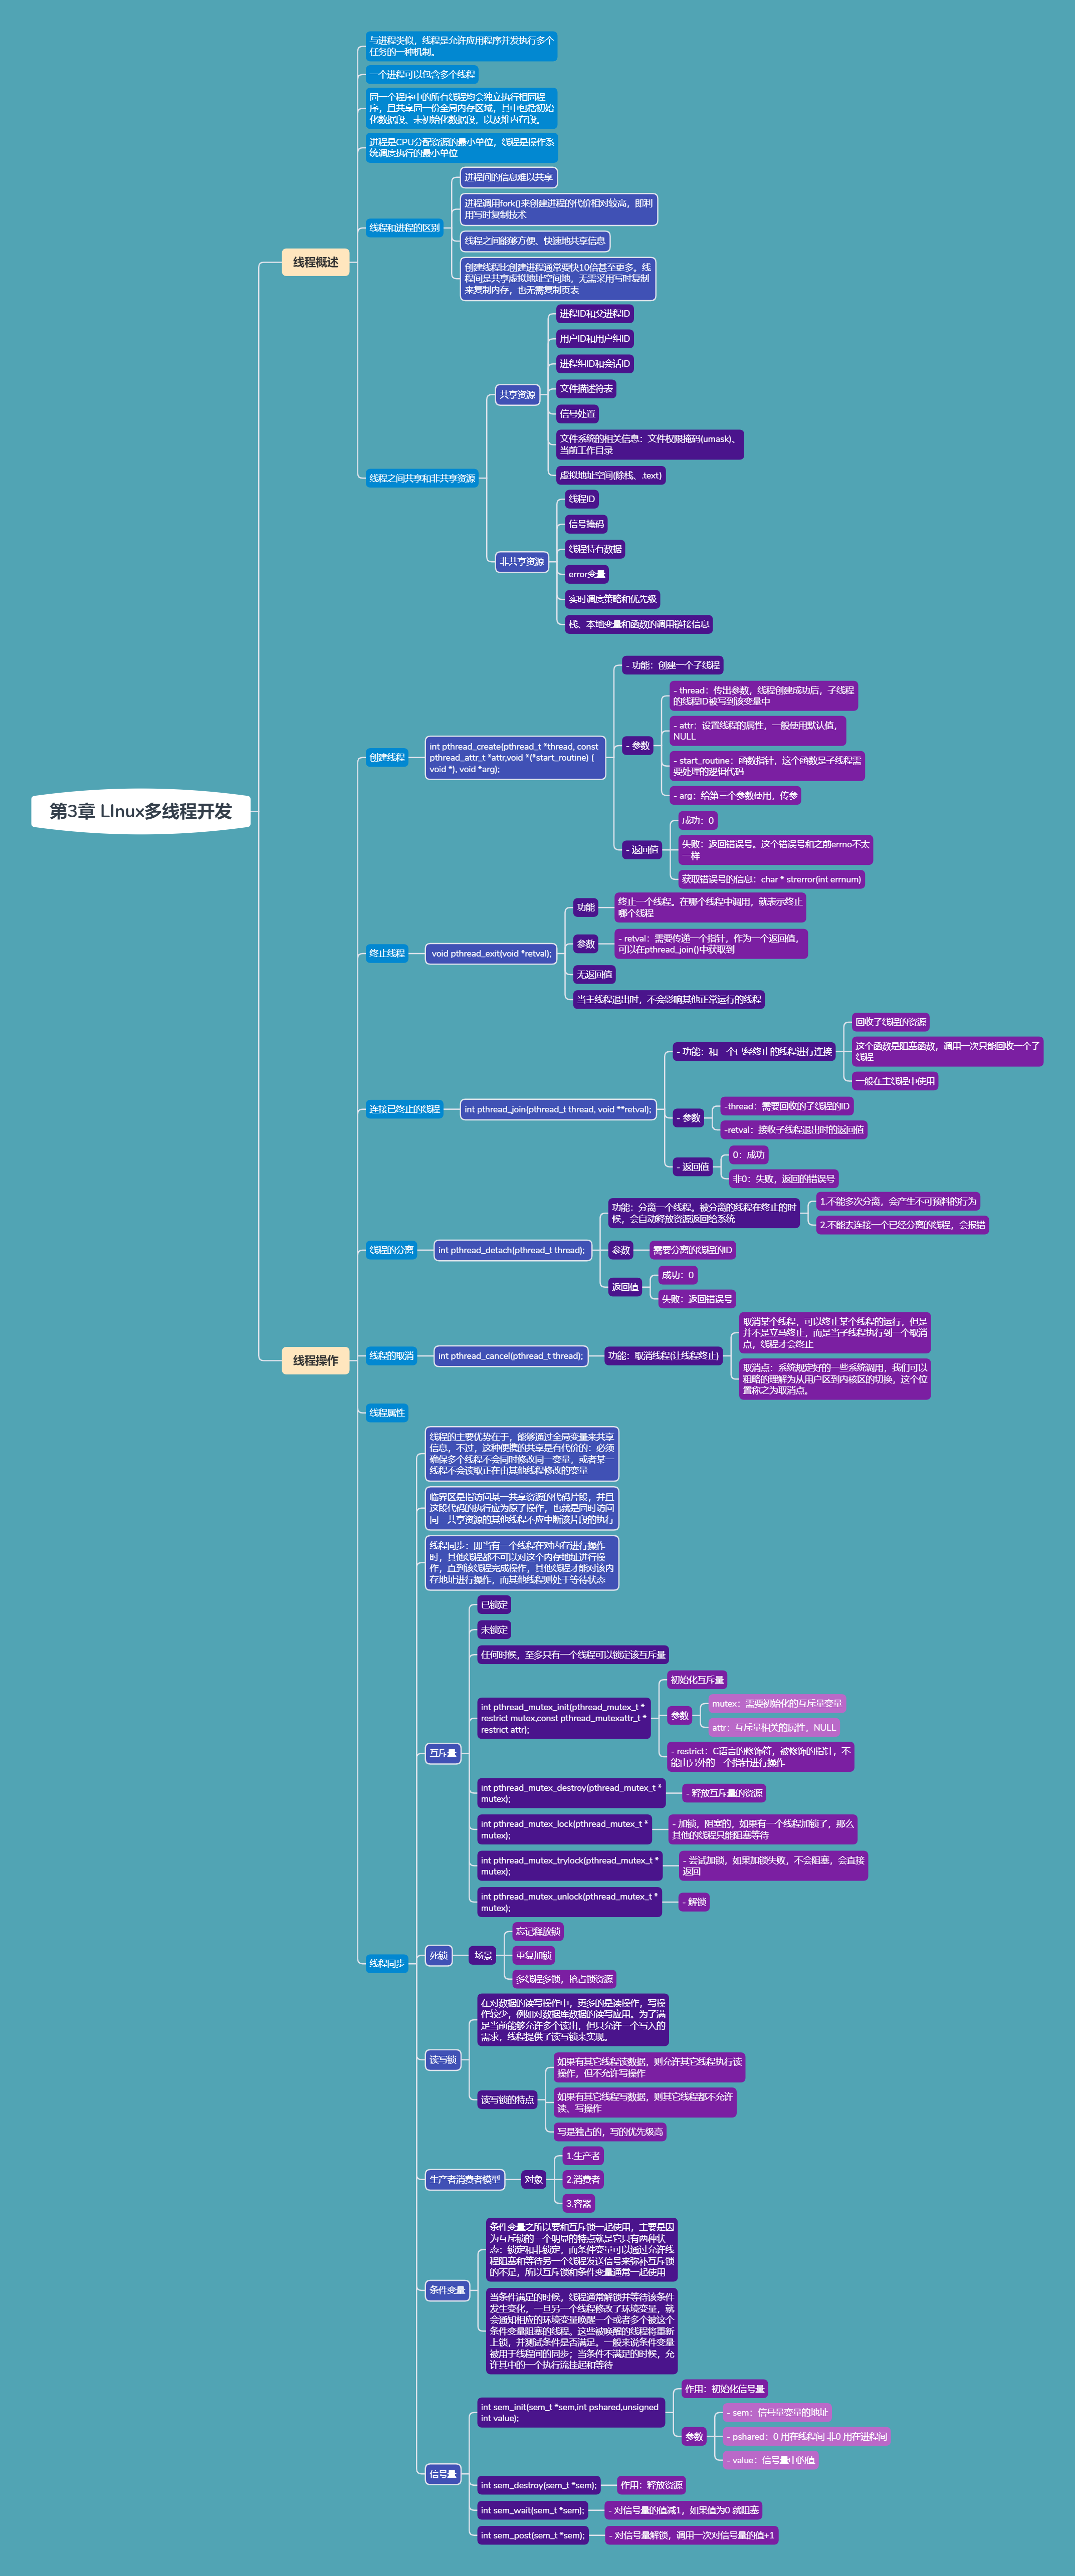 第3章 LInux多线程开发
线程概述
与进程类似，线程是允许应用程序并发执行多个
任务的一种机制。
一个进程可以包含多个线程
同一个程序中的所有线程均会独立执行相同程
序，且共享同一份全局内存区域，其中包括初始
化数据段、未初始化数据段，以及堆内存段。
进程是CPU分配资源的最小单位，线程是操作系
统调度执行的最小单位
线程和进程的区别
进程间的信息难以共享
进程调用fork()来创建进程的代价相对较高，即利
用写时复制技术
线程之间能够方便、快速地共享信息
创建线程比创建进程通常要快10倍甚至更多。线
程间是共享虚拟地址空间地，无需采用写时复制
来复制内存，也无需复制页表
线程之间共享和非共享资源
共享资源
进程ID和父进程ID
用户ID和用户组ID
进程组ID和会话ID
文件描述符表
信号处置
文件系统的相关信息：文件权限掩码(umask)、
当前工作目录
虚拟地址空间(除栈、.text)
非共享资源
线程ID
信号掩码
线程特有数据
error变量
实时调度策略和优先级
栈、本地变量和函数的调用链接信息
线程操作
创建线程
int pthread_create(pthread_t *thread, const
pthread_attr_t *attr,void *(*start_routine) (
void *), void *arg);
- 功能：创建一个子线程
- 参数
- thread：传出参数，线程创建成功后，子线程
的线程ID被写到该变量中
- attr：设置线程的属性，一般使用默认值，
NULL
- start_routine：函数指针，这个函数是子线程需
要处理的逻辑代码
- arg：给第三个参数使用，传参
- 返回值
成功：0
失败：返回错误号。这个错误号和之前errno不太
一样
获取错误号的信息：char * strerror(int errnum)
终止线程
void pthread_exit(void *retval);
功能
终止一个线程。在哪个线程中调用，就表示终止
哪个线程
参数
- retval：需要传递一个指针，作为一个返回值，
可以在pthread_join()中获取到
无返回值
当主线程退出时，不会影响其他正常运行的线程
连接已终止的线程
int pthread_join(pthread_t thread, void **retval);
- 功能：和一个已经终止的线程进行连接
回收子线程的资源
这个函数是阻塞函数，调用一次只能回收一个子
线程
一般在主线程中使用
- 参数
-thread：需要回收的子线程的ID
-retval：接收子线程退出时的返回值
- 返回值
0：成功
非0：失败，返回的错误号
线程的分离
int pthread_detach(pthread_t thread);
功能：分离一个线程。被分离的线程在终止的时
候，会自动释放资源返回给系统
1.不能多次分离，会产生不可预料的行为
2.不能去连接一个已经分离的线程，会报错
参数
需要分离的线程的ID
返回值
成功：0
失败：返回错误号
线程的取消
int pthread_cancel(pthread_t thread);
功能：取消线程(让线程终止)
取消某个线程，可以终止某个线程的运行，但是
并不是立马终止，而是当子线程执行到一个取消
点，线程才会终止
取消点：系统规定好的一些系统调用，我们可以
粗略的理解为从用户区到内核区的切换，这个位
置称之为取消点。
线程属性
线程同步
线程的主要优势在于，能够通过全局变量来共享
信息，不过，这种便携的共享是有代价的：必须
确保多个线程不会同时修改同一变量，或者某一
线程不会读取正在由其他线程修改的变量
临界区是指访问某一共享资源的代码片段，并且
这段代码的执行应为原子操作，也就是同时访问
同一共享资源的其他线程不应中断该片段的执行
线程同步：即当有一个线程在对内存进行操作
时，其他线程都不可以对这个内存地址进行操
作，直到该线程完成操作，其他线程才能对该内
存地址进行操作，而其他线程则处于等待状态
互斥量
已锁定
未锁定
任何时候，至多只有一个线程可以锁定该互斥量
int pthread_mutex_init(pthread_mutex_t *
restrict mutex,const pthread_mutexattr_t *
restrict attr);
初始化互斥量
参数
mutex：需要初始化的互斥量变量
attr：互斥量相关的属性，NULL
- restrict：C语言的修饰符，被修饰的指针，不
能由另外的一个指针进行操作
int pthread_mutex_destroy(pthread_mutex_t *
mutex);
- 释放互斥量的资源
int pthread_mutex_lock(pthread_mutex_t *
mutex);
- 加锁，阻塞的，如果有一个线程加锁了，那么
其他的线程只能阻塞等待
int pthread_mutex_trylock(pthread_mutex_t *
mutex);
- 尝试加锁，如果加锁失败，不会阻塞，会直接
返回
int pthread_mutex_unlock(pthread_mutex_t *
mutex);
- 解锁
死锁
场景
忘记释放锁
重复加锁
多线程多锁，抢占锁资源
读写锁
在对数据的读写操作中，更多的是读操作，写操
作较少，例如对数据库数据的读写应用。为了满
足当前能够允许多个读出，但只允许一个写入的
需求，线程提供了读写锁来实现。
读写锁的特点
如果有其它线程读数据，则允许其它线程执行读
操作，但不允许写操作
如果有其它线程写数据，则其它线程都不允许
读、写操作
写是独占的，写的优先级高
生产者消费者模型
对象
1.生产者
2.消费者
3.容器
条件变量
条件变量之所以要和互斥锁一起使用，主要是因
为互斥锁的一个明显的特点就是它只有两种状
态：锁定和非锁定，而条件变量可以通过允许线
程阻塞和等待另一个线程发送信号来弥补互斥锁
的不足，所以互斥锁和条件变量通常一起使用
当条件满足的时候，线程通常解锁并等待该条件
发生变化，一旦另一个线程修改了环境变量，就
会通知相应的环境变量唤醒一个或者多个被这个
条件变量阻塞的线程。这些被唤醒的线程将重新
上锁，并测试条件是否满足。一般来说条件变量
被用于线程间的同步；当条件不满足的时候，允
许其中的一个执行流挂起和等待
信号量
int sem_init(sem_t *sem,int pshared,unsigned
int value);
作用：初始化信号量
参数
- sem：信号量变量的地址
- pshared：0 用在线程间 非0 用在进程间
- value：信号量中的值
int sem_destroy(sem_t *sem);
作用：释放资源
int sem_wait(sem_t *sem);
- 对信号量的值减1，如果值为0 就阻塞
int sem_post(sem_t *sem);
- 对信号量解锁，调用一次对信号量的值+1